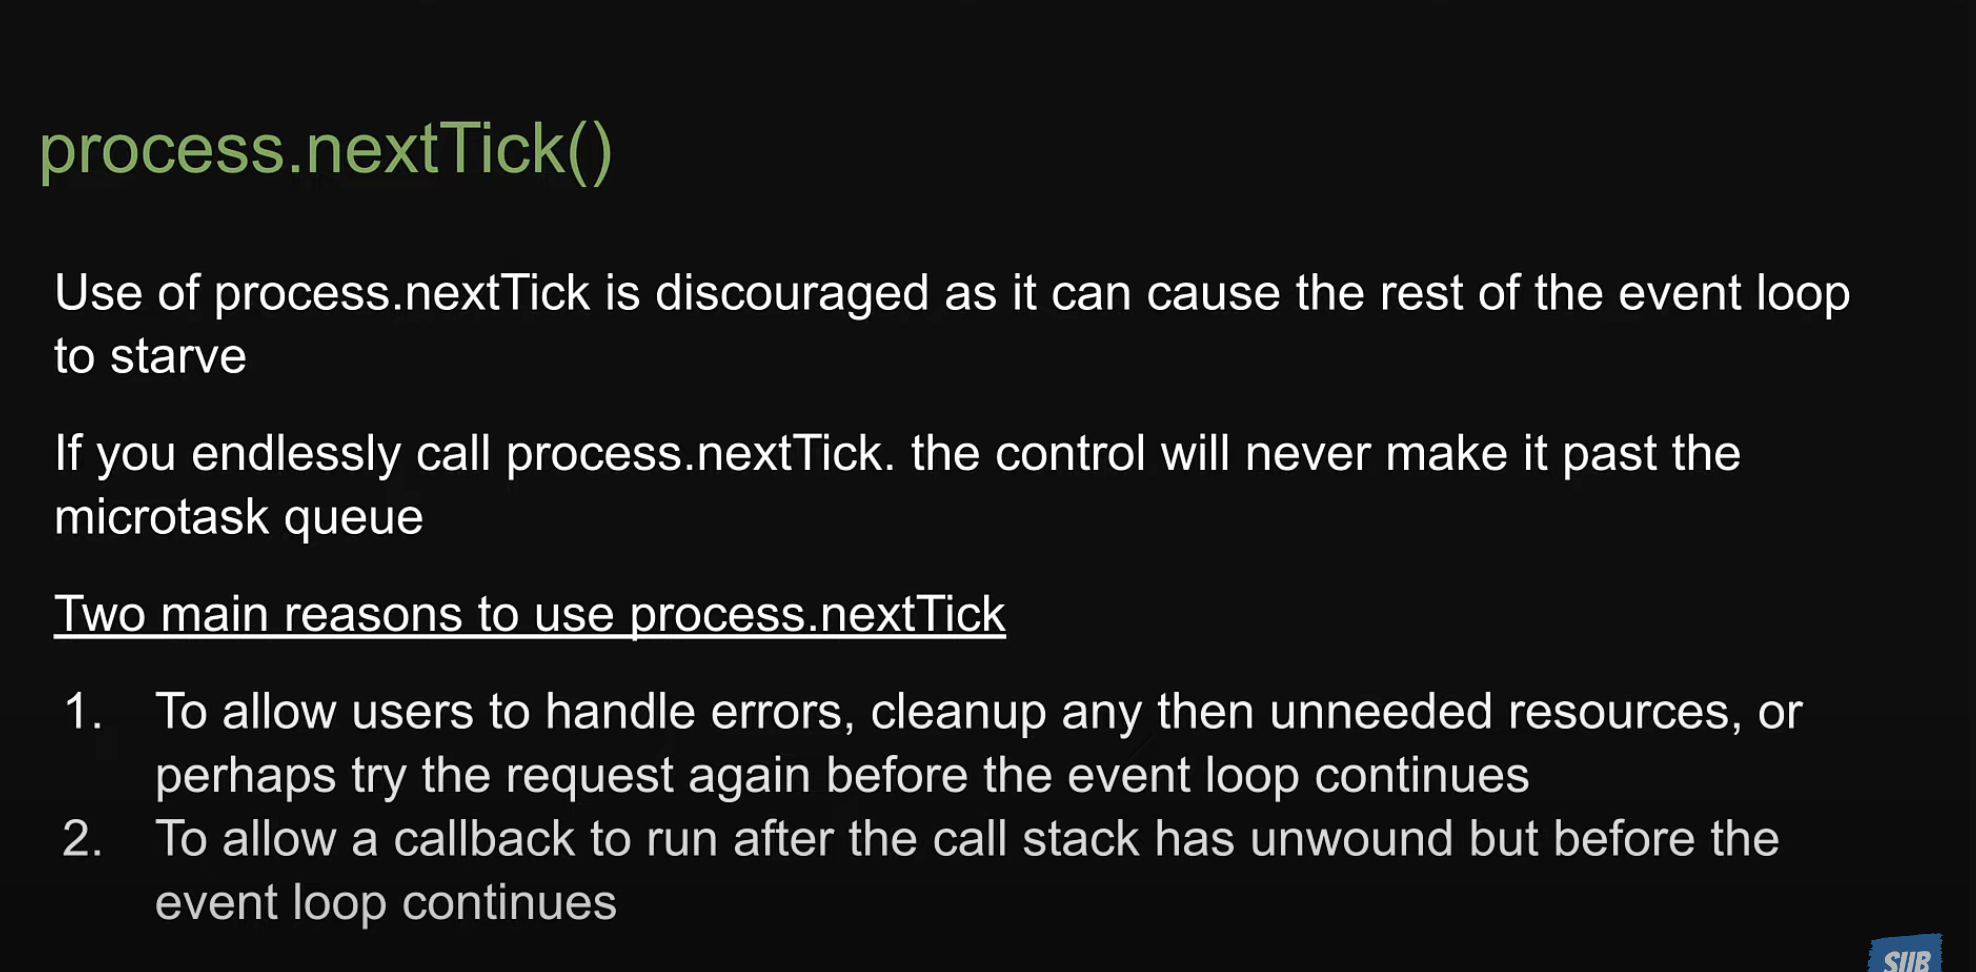 process.nextTick()
Use of process.nextTick is discouraged as it can cause the rest of the event loop
to starve
If you endlessly call process.nextTick. the control will never make it past the
microtask queue
Two main reasons to use process.nextTick
1. To allow users to handle errors, cleanup any then unneeded resources, or
perhaps try the request again before the event loop continues
2. To allow a callback to run after the call stack has unwound but before the
event loop continues
SUB